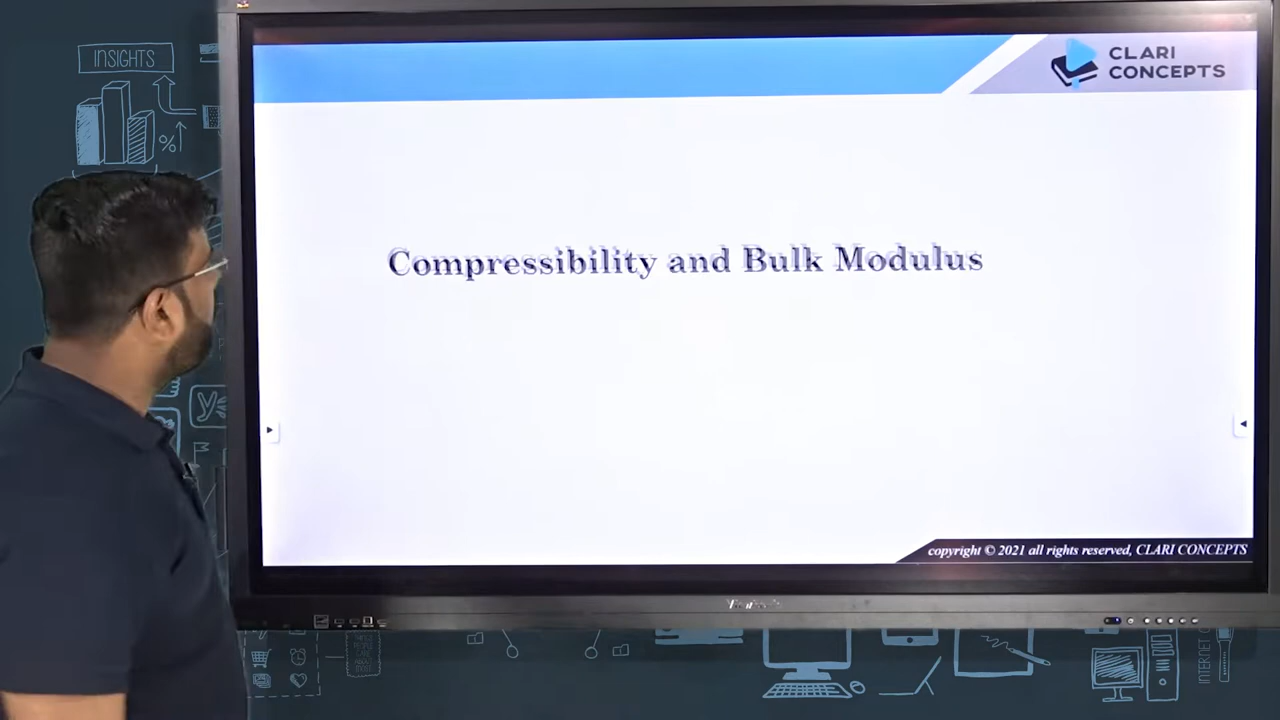 INSIGHTS
%
CLARI
CONCEPTS
Compressibility and Bulk Modulus
copyright © 2021 all rights reserved, CLARI CONCEPTS